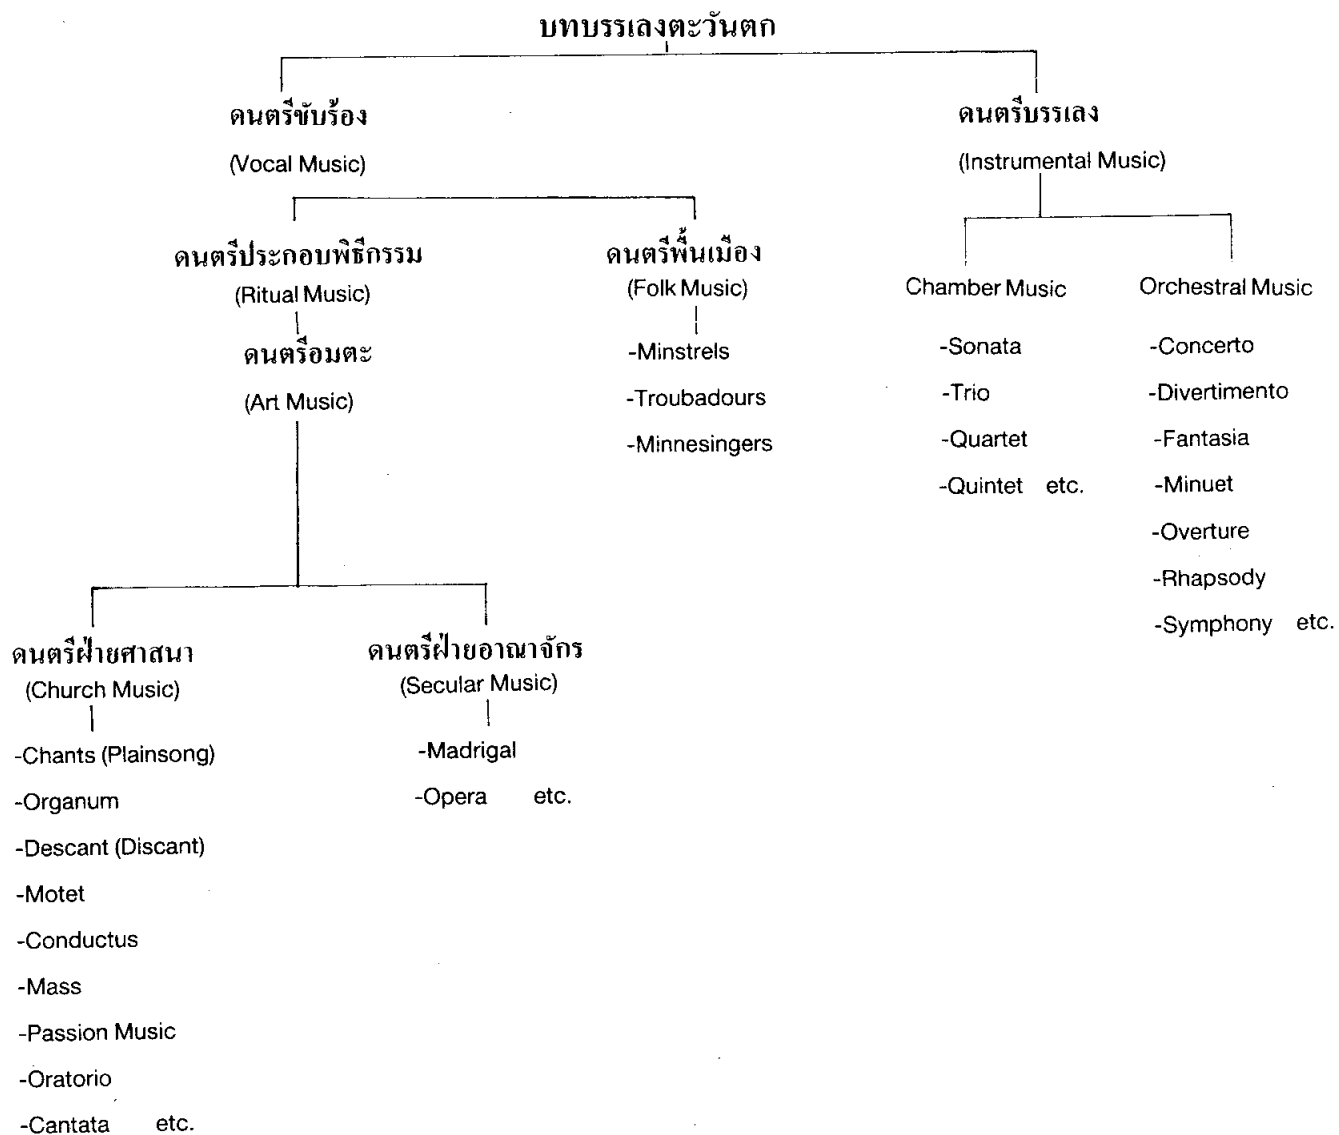 บทบรรเลงตะวันตก
ดนตรีขับร้อง
(Vocal Music)
ดนตรีบรรเลง
(Instrumental Music)
ดนตรีประกอบพิธีกรรม
(Ritual Music)
ดนตรีอมตะ
(Art Music)
ดนตรีพื้นเมือง
(Folk Music)
-Minstrels
-Troubadours
-Minnesingers
Chamber Music
-Sonata
-Trio
-Quartet
-Quintet etc.
Orchestral Music
-Concerto
-Divertimento
-Fantasia
-Minuet
-Overture
-Rhapsody
-Symphony etc.
ดนตรีฝ่ายศาสนา
(Church Music)
-Chants (Plainsong)
-Organum
-Descant (Discant)
-Motet
-Conductus
-Mass
-Passion Music
-Oratorio
-Cantata etc.
ดนตรีฝ่ายอาณาจักร
(Secular Music)
-Madrigal
-Opera etc.